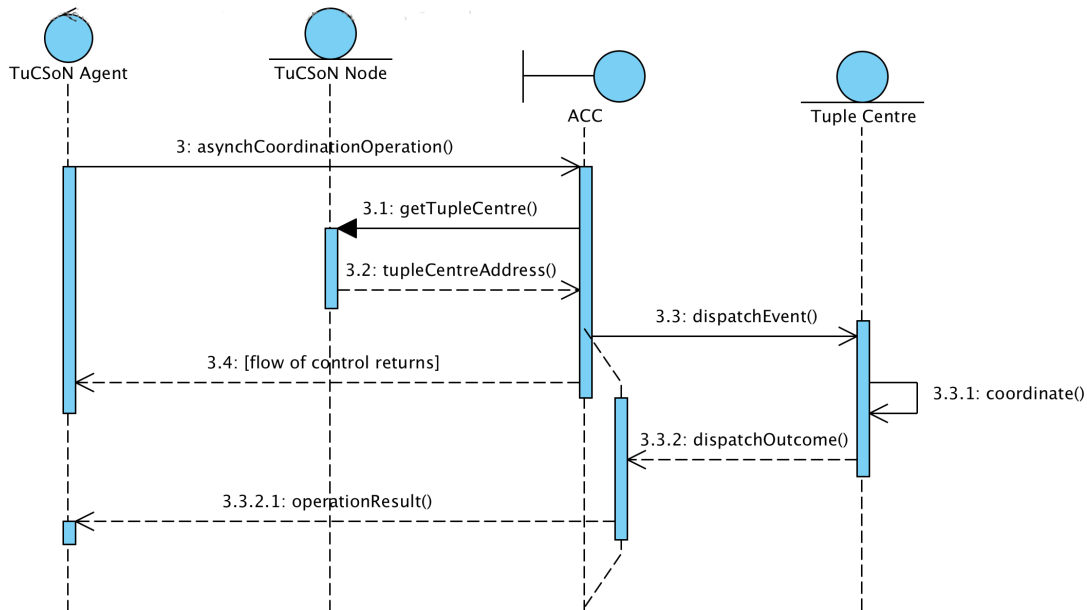 TuCSoN Agent
TuCSoN Node
ACC
Tuple Centre
3: asynchCoordinationOperation()
3.1: getTupleCentre()
3.2: tupleCentreAddress()
3.3: dispatchEvent()
3.4: [flow of control returns]
3.3.1: coordinate()
3.3.2: dispatchOutcome()
3.3.2.1: operationResult()